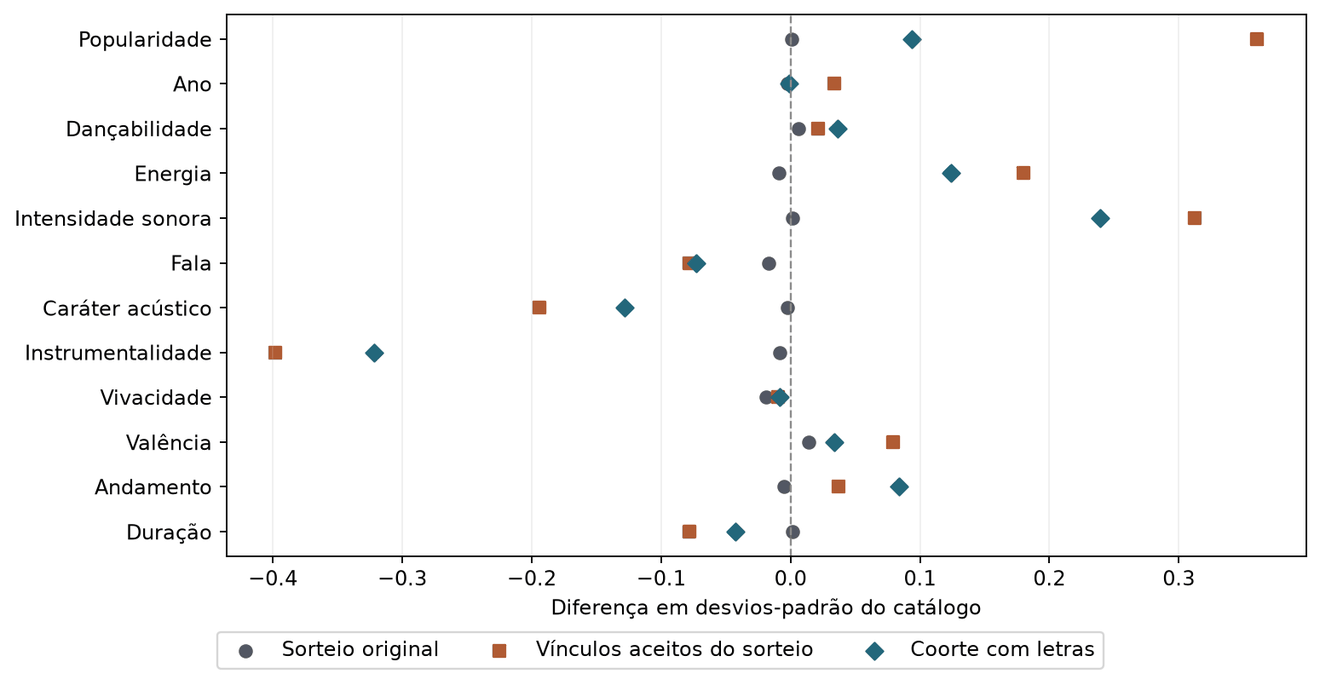 Popularidade
Ano
Dançabilidade
Energia
Intensidade sonora
Fala
Caráter acústico
Instrumentalidade
Vivacidade
Valência
Andamento
Duração
−0.4 −0.3 −0.2 −0.1 0.0 0.1 0.2 0.3
Diferença em desvios-padrão do catálogo
Sorteio original Vínculos aceitos do sorteio Coorte com letras